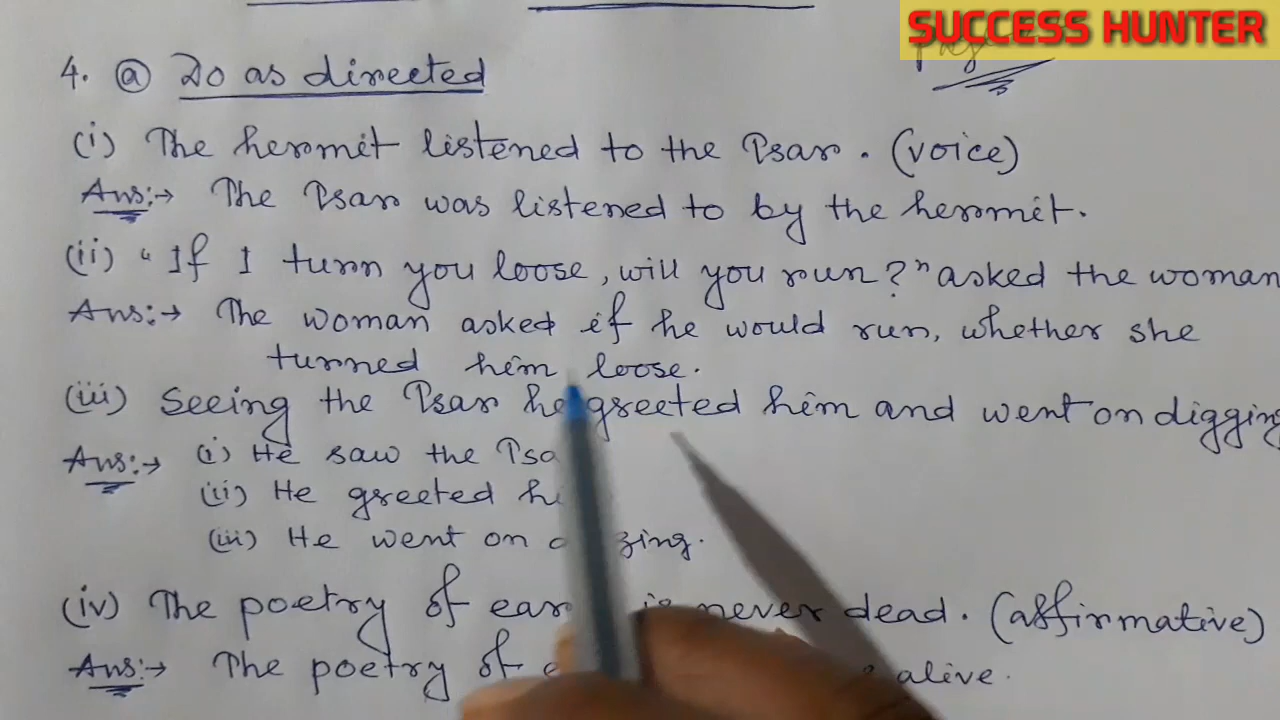 SUCCESS HUNTER
4. (a) Do as directed
(i) The hermit listened to the Tsar. (voice)
Ans:→ The Tsar was listened to by the hermit.
(ii) "If I turn you loose, will you run?" asked the woman
Ans:→ The woman asked if he would run, whether she
turned him loose.
(iii) Seeing the Tsar he greeted him and went on digging
Ans:→ (i) He saw the Tsa
(ii) He greeted hi
(iii) He went on
(iv) The poetry of ear is never dead. (affirmative)
Ans:→ The poetry of alive.